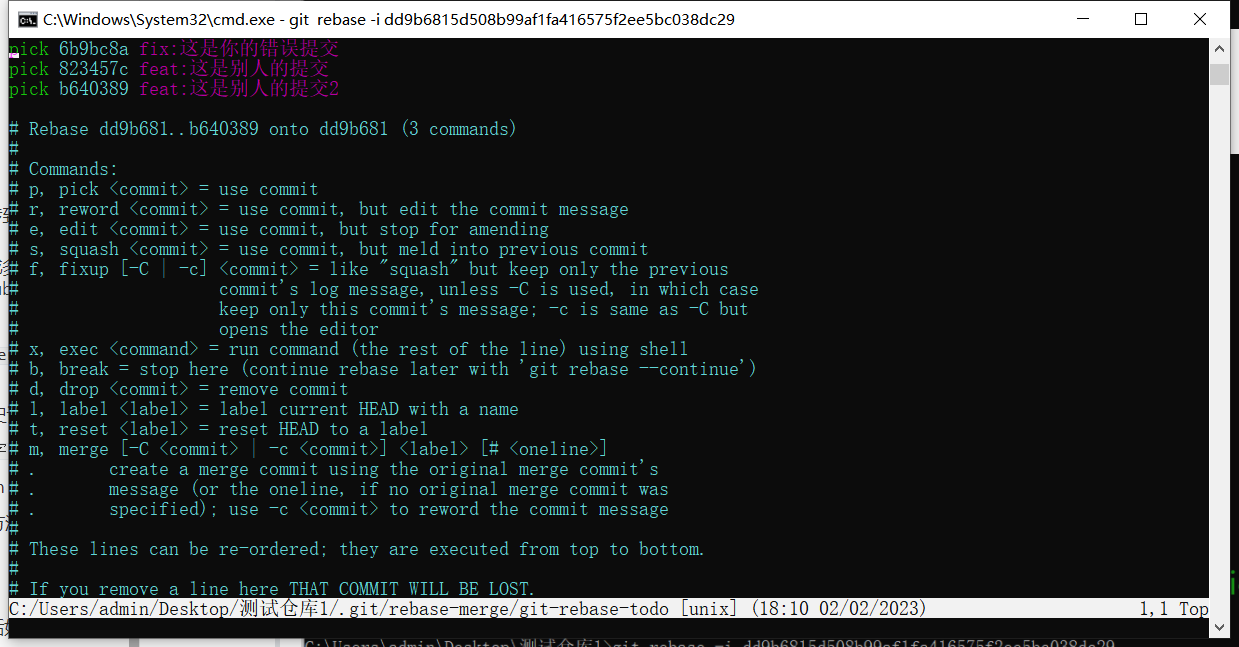 C:\Windows\System32\cmd.exe - git  rebase -i dd9b6815d508b99af1fa416575f2ee5bc038dc29
pick 6b9bc8a fix:这是你的错误提交
pick 823457c feat:这是别人的提交
pick b640389 feat:这是别人的提交2
# Rebase dd9b681..b640389 onto dd9b681 (3 commands)
#
# Commands:
# p, pick <commit> = use commit
# r, reword <commit> = use commit, but edit the commit message
# e, edit <commit> = use commit, but stop for amending
# s, squash <commit> = use commit, but meld into previous commit
# f, fixup [-C | -c] <commit> = like "squash" but keep only the previous
#                    commit's log message, unless -C is used, in which case
#                    keep only this commit's message; -c is same as -C but
#                    opens the editor
# x, exec <command> = run command (the rest of the line) using shell
# b, break = stop here (continue rebase later with 'git rebase --continue')
# d, drop <commit> = remove commit
# l, label <label> = label current HEAD with a name
# t, reset <label> = reset HEAD to a label
# m, merge [-C <commit> | -c <commit>] <label> [# <oneline>]
# .       create a merge commit using the original merge commit's
# .       message (or the oneline, if no original merge commit was
# .       specified); use -c <commit> to reword the commit message
#
# These lines can be re-ordered; they are executed from top to bottom.
#
# If you remove a line here THAT COMMIT WILL BE LOST.
C:/Users/admin/Desktop/测试仓库1/.git/rebase-merge/git-rebase-todo [unix] (18:10 02/02/2023) 1,1 Top
C:\Users\admin\Desktop\测试仓库1>git rebase -i dd9b6815d508b99af1fa416575f2ee5bc038dc29